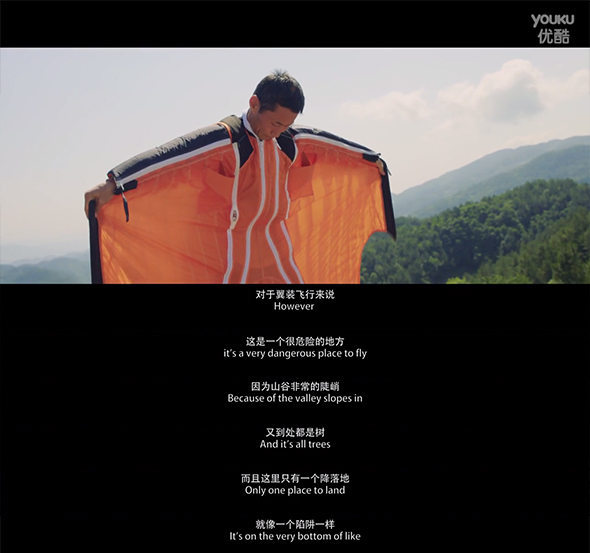 YOUKU
优酷
对于翼装飞行来说
However
这是一个很危险的地方
it's a very dangerous place to fly
因为山谷非常的陡峭
Because of the valley slopes in
又到处都是树
And it's all trees
而且这里只有一个降落地
Only one place to land
就像一个陷阱一样
It's on the very bottom of like